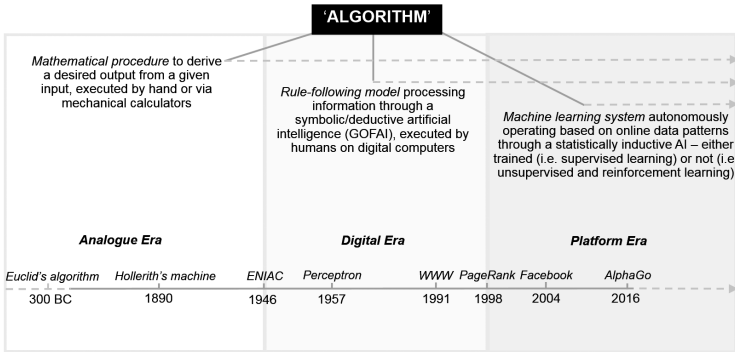 ‘ALGORITHM’
Mathematical procedure to derive
a desired output from a given
input, executed by hand or via
mechanical calculators
Rule-following model processing
information through a
symbolic/deductive artificial
intelligence (GOFAI), executed by
humans on digital computers
Machine learning system autonomously
operating based on online data patterns
through a statistically inductive AI – either
trained (i.e. supervised learning) or not (i.e
unsupervised and reinforcement learning)
Analogue Era Digital Era Platform Era
Euclid’s algorithm Hollerith’s machine ENIAC Perceptron WWW PageRank Facebook AlphaGo
300 BC 1890 1946 1957 1991 1998 2004 2016